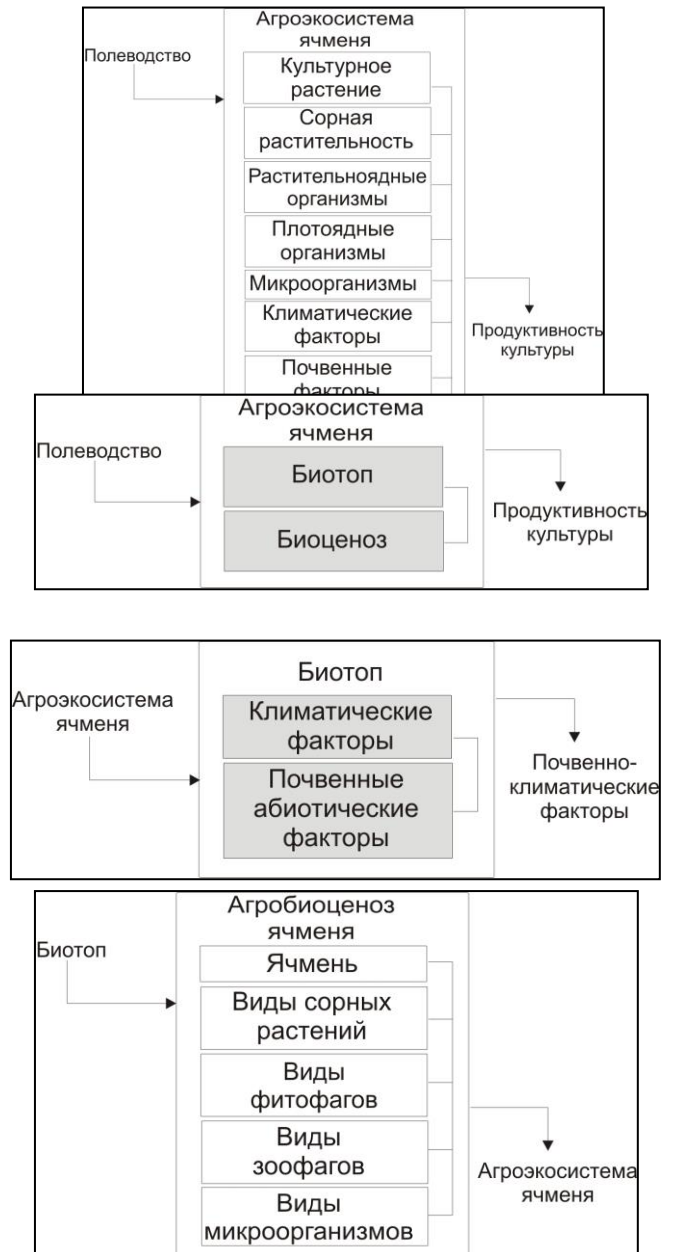 Агроэкосистема
ячменя
Полеводство
Культурное
растение
Сорная
растительность
Растительноядные
организмы
Плотоядные
организмы
Микроорганизмы
Климатические
факторы
Почвенные
факторы
Продуктивность
культуры
Агроэкосистема
ячменя
Полеводство
Биотоп
Биоценоз
Продуктивность
культуры
Биотоп
Агроэкосистема
ячменя
Климатические
факторы
Почвенные
абиотические
факторы
Почвенно-
климатические
факторы
Агробиоценоз
ячменя
Биотоп
Ячмень
Виды сорных
растений
Виды
фитофагов
Виды
зоофагов
Виды
микроорганизмов
Агроэкосистема
ячменя